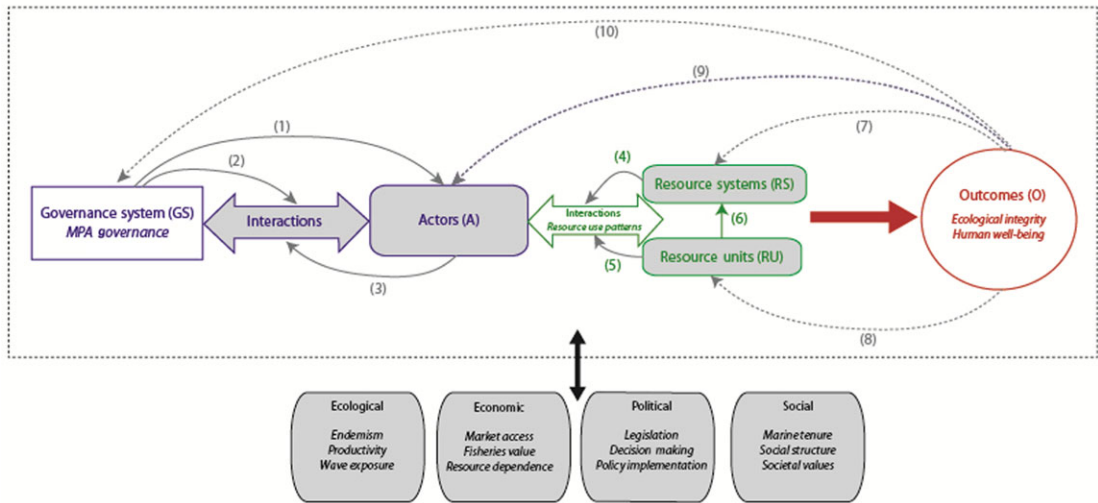 (10)
(9)
(1)
(7)
(2)
(4)
Resource systems (RS)
Governance system (GS)
MPA governance
Interactions
Actors (A)
Interactions
Resource use patterns
(6)
Outcomes (O)
Ecological integrity
Human well-being
(5)
Resource units (RU)
(3)
(8)
Ecological
Endemism
Productivity
Wave exposure
Economic
Market access
Fisheries value
Resource dependence
Political
Legislation
Decision making
Policy implementation
Social
Marine tenure
Social structure
Societal values